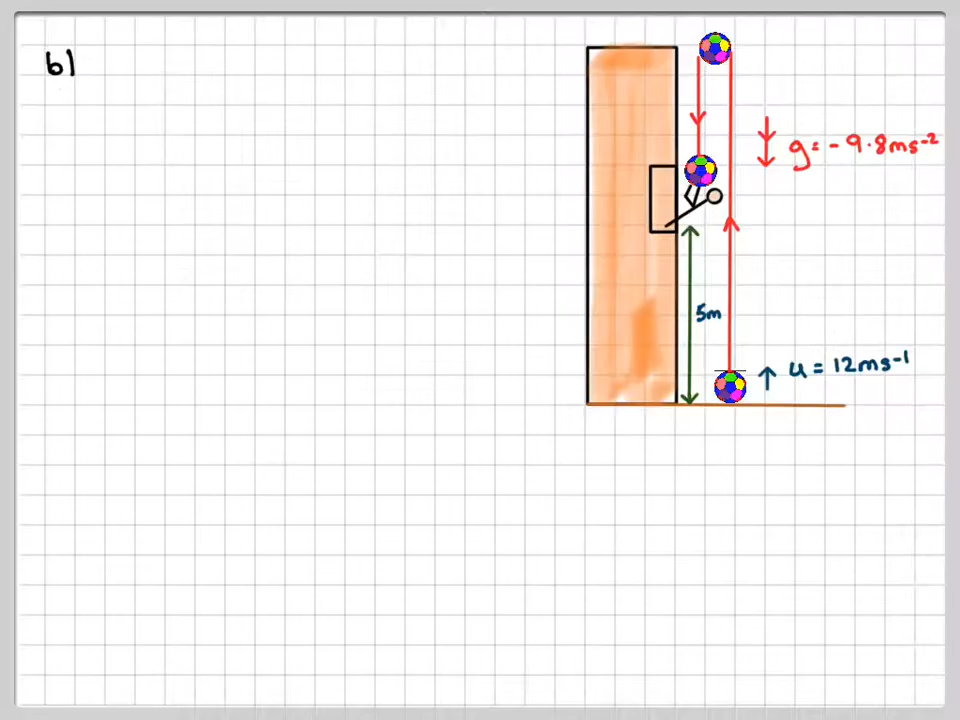 b)
g = -9.8ms⁻²
5m
u = 12ms⁻¹